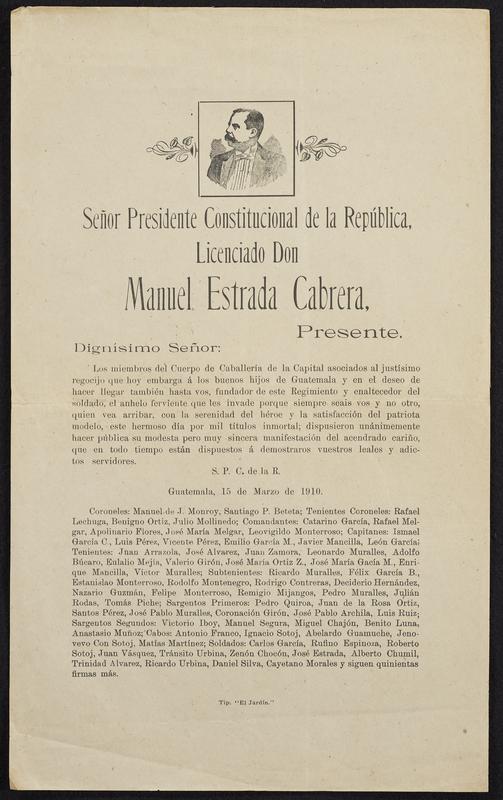 Señor Presidente Constitucional de la República,
Licenciado Don
Manuel Estrada Cabrera,
Presente.
Dignísimo Señor:
Los miembros del Cuerpo de Caballería de la Capital asociados al justísimo
regocijo que hoy embarga á los buenos hijos de Guatemala y en el deseo de
hacer llegar también hasta vos, fundador de este Regimiento y enaltecedor del
soldado, el anhelo ferviente que les invade porque siempre seais vos y no otro,
quien vea arribar, con la serenidad del héroe y la satisfacción del patriota
modelo, este hermoso día por mil títulos inmortal; dispusieron unánimemente
hacer pública su modesta pero muy sincera manifestación del acendrado cariño,
que en todo tiempo están dispuestos á demostraros vuestros leales y adic-
tos servidores.
S. P. C. de la R.
Guatemala, 15 de Marzo de 1910.
Coroneles: Manuel de J. Monroy, Santiago P. Beteta; Tenientes Coroneles: Rafael
Lechuga, Benigno Ortiz, Julio Mollinedo; Comandantes: Catarino García, Rafael Mel-
gar, Apolinario Flores, José María Melgar, Leovigildo Monterroso; Capitanes: Ismael
García C., Luis Pérez, Vicente Pérez, Emilio García M., Javier Mancilla, León García;
Tenientes: Jnan Arrazola, José Alvarez, Juan Zamora, Leonardo Muralles, Adolfo
Búcaro, Eulalio Mejía, Valerio Girón, José María Ortiz Z., José María Gacía M., Enri-
que Mancilla, Víctor Muralles; Subtenientes: Ricardo Muralles, Félix García B.,
Estanislao Monterroso, Rodolfo Montenegro, Rodrigo Contreras, Deciderio Hernández,
Nazario Guzmán, Felipe Monterroso, Remigio Mijangos, Pedro Muralles, Julián
Rodas, Tomás Piche; Sargentos Primeros: Pedro Quiroa, Juan de la Rosa Ortiz,
Santos Pérez, José Pablo Muralles, Coronación Girón, José Pablo Archila, Luis Ruiz;
Sargentos Segundos: Victorio Iboy, Manuel Segura, Miguel Chajón, Benito Luna,
Anastasio Muñoz; Cabos: Antonio Franco, Ignacio Sotoj, Abelardo Guamuche, Jeno-
vevo Con Sotoj, Matías Martínez; Soldados: Carlos García, Rufino Espinoza, Roberto
Sotoj, Juan Vásquez, Tránsito Urbina, Zenón Chocón, José Estrada, Alberto Chumil,
Trinidad Alvarez, Ricardo Urbina, Daniel Silva, Cayetano Morales y siguen quinientas
firmas más.
Tip. "El Jardín."